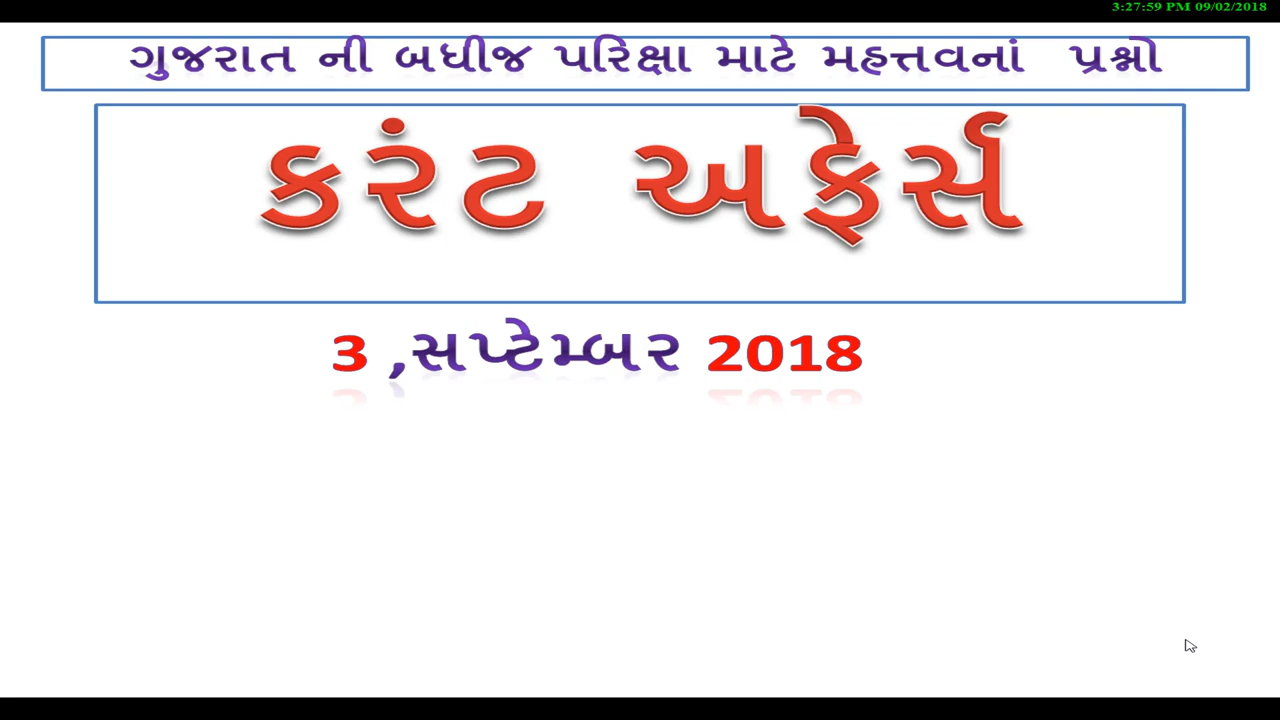 3:27:59 PM 09/02/2018
ગુજરાત ની બધીજ પરિક્ષા માટે મહત્તવનાં પ્રશ્નો
કરંટ અફેર્સ
3 ,સપ્ટેમ્બર 2018